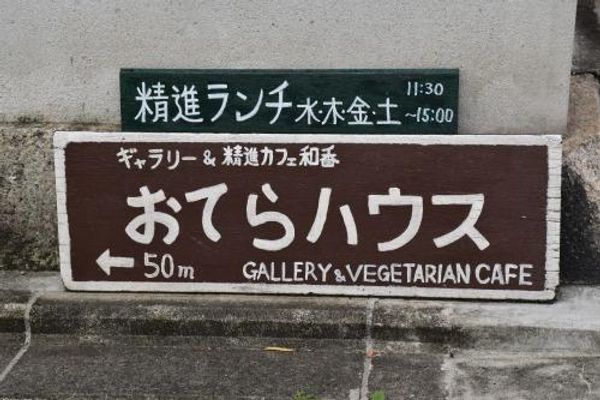 精進ランチ 水・木・金・土 11:30
〜15:00
ギャラリー & 精進カフェ 和香
おてらハウス
← 50m GALLERY & VEGETARIAN CAFE